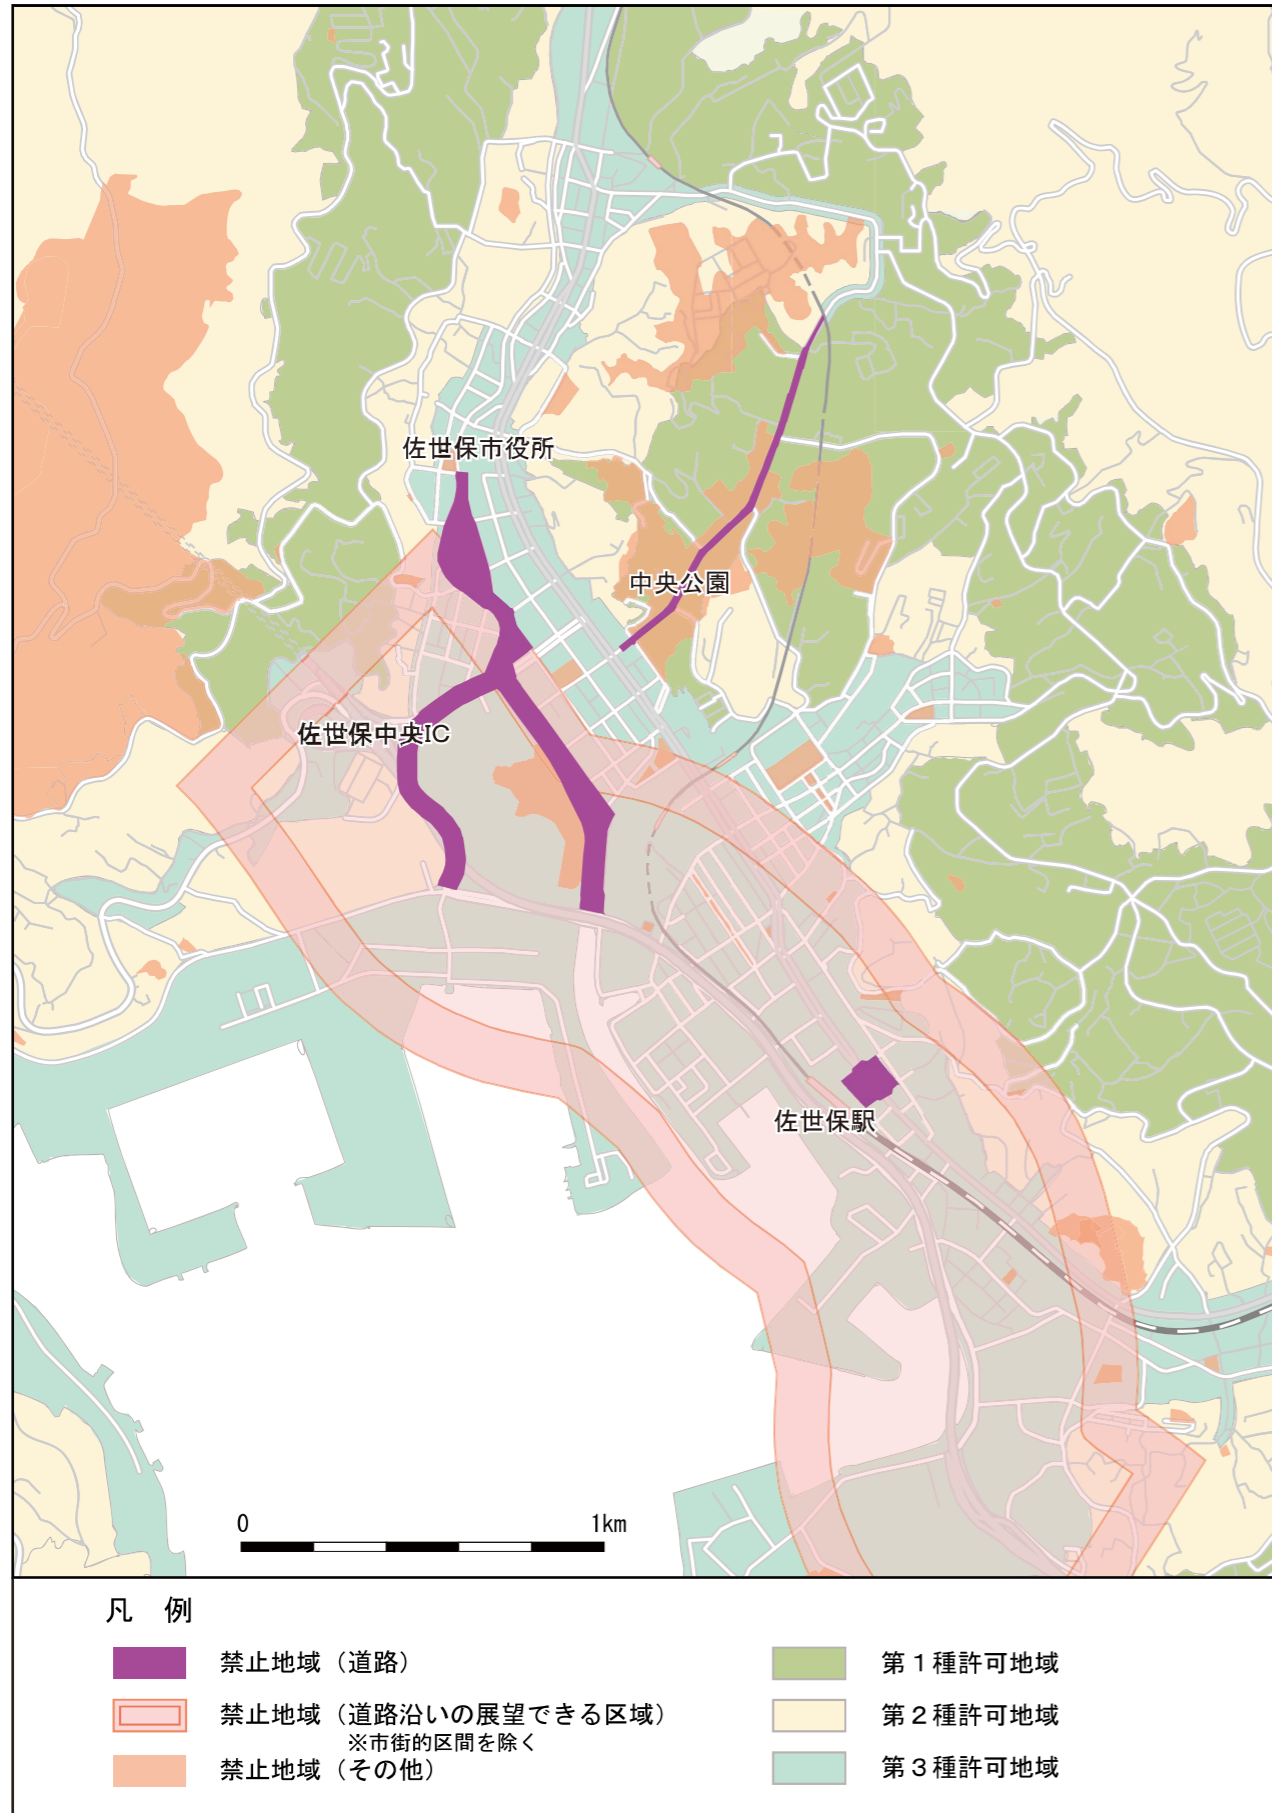 佐世保市役所
中央公園
佐世保中央IC
佐世保駅
0 1km
凡 例
禁止地域（道路）
禁止地域（道路沿いの展望できる区域）
※市街的区間を除く
禁止地域（その他）
第１種許可地域
第２種許可地域
第３種許可地域